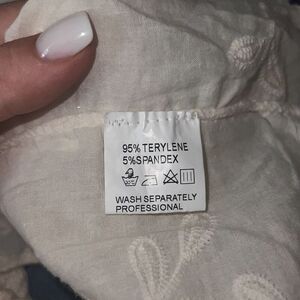 95% TERYLENE
5%SPANDEX
WASH SEPARATELY
PROFESSIONAL